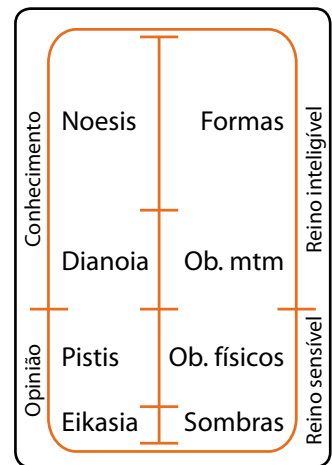 Conhecimento
Noesis
Formas
Reino inteligível
Dianoia
Ob. mtm
Opinião
Pistis
Ob. físicos
Reino sensível
Eikasia
Sombras